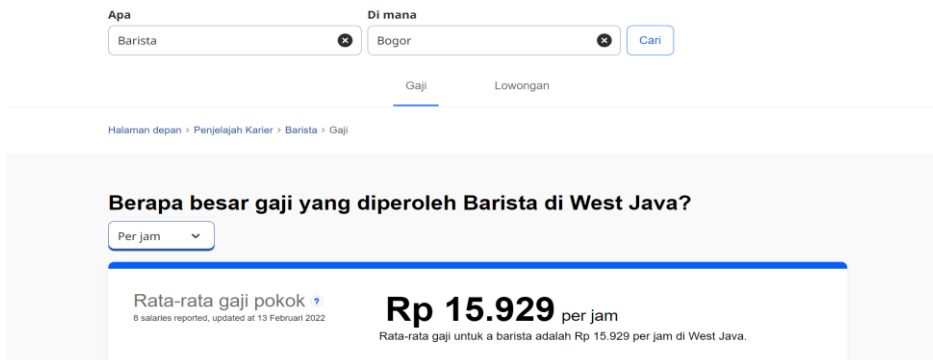 Apa Di mana
Barista Bogor Cari
Gaji Lowongan
Halaman depan > Penjelajah Karier > Barista > Gaji
Berapa besar gaji yang diperoleh Barista di West Java?
Per jam
Rata-rata gaji pokok ?
8 salaries reported, updated at 13 Februari 2022
Rp 15.929 per jam
Rata-rata gaji untuk a barista adalah Rp 15.929 per jam di West Java.